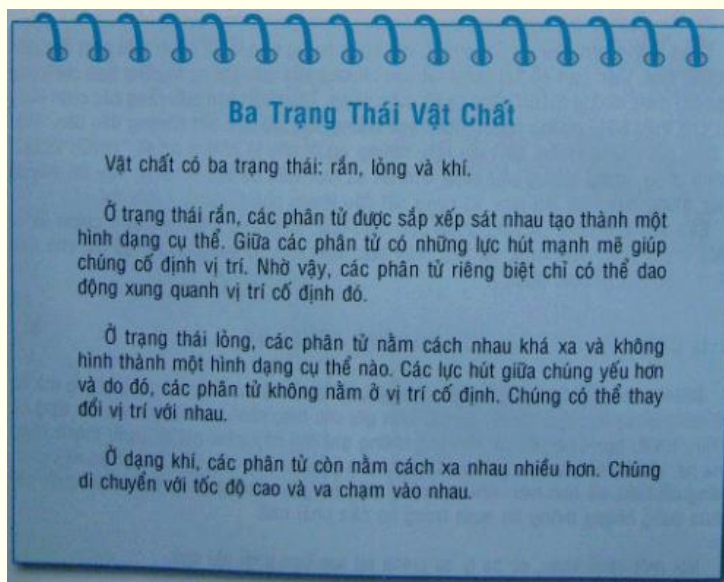 Ba Trạng Thái Vật Chất
Vật chất có ba trạng thái: rắn, lỏng và khí.
Ở trạng thái rắn, các phân tử được sắp xếp sát nhau tạo thành một
hình dạng cụ thể. Giữa các phân tử có những lực hút mạnh mẽ giúp
chúng cố định vị trí. Nhờ vậy, các phân tử riêng biệt chỉ có thể dao
động xung quanh vị trí cố định đó.
Ở trạng thái lỏng, các phân tử nằm cách nhau khá xa và không
hình thành một hình dạng cụ thể nào. Các lực hút giữa chúng yếu hơn
và do đó, các phân tử không nằm ở vị trí cố định. Chúng có thể thay
đổi vị trí với nhau.
Ở dạng khí, các phân tử còn nằm cách xa nhau nhiều hơn. Chúng
di chuyển với tốc độ cao và va chạm vào nhau.